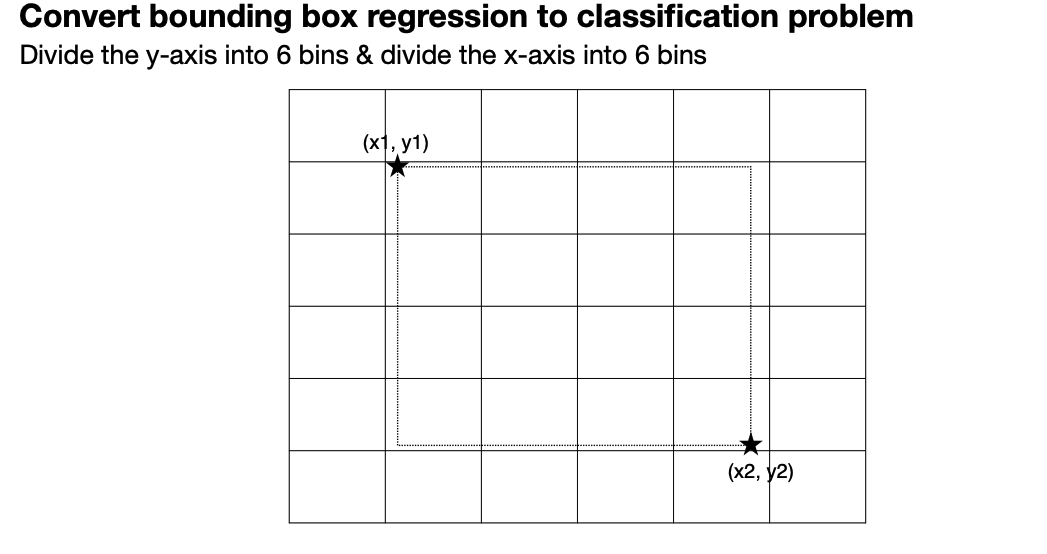 Convert bounding box regression to classification problem
Divide the y-axis into 6 bins & divide the x-axis into 6 bins
(x1, y1)
(x2, y2)